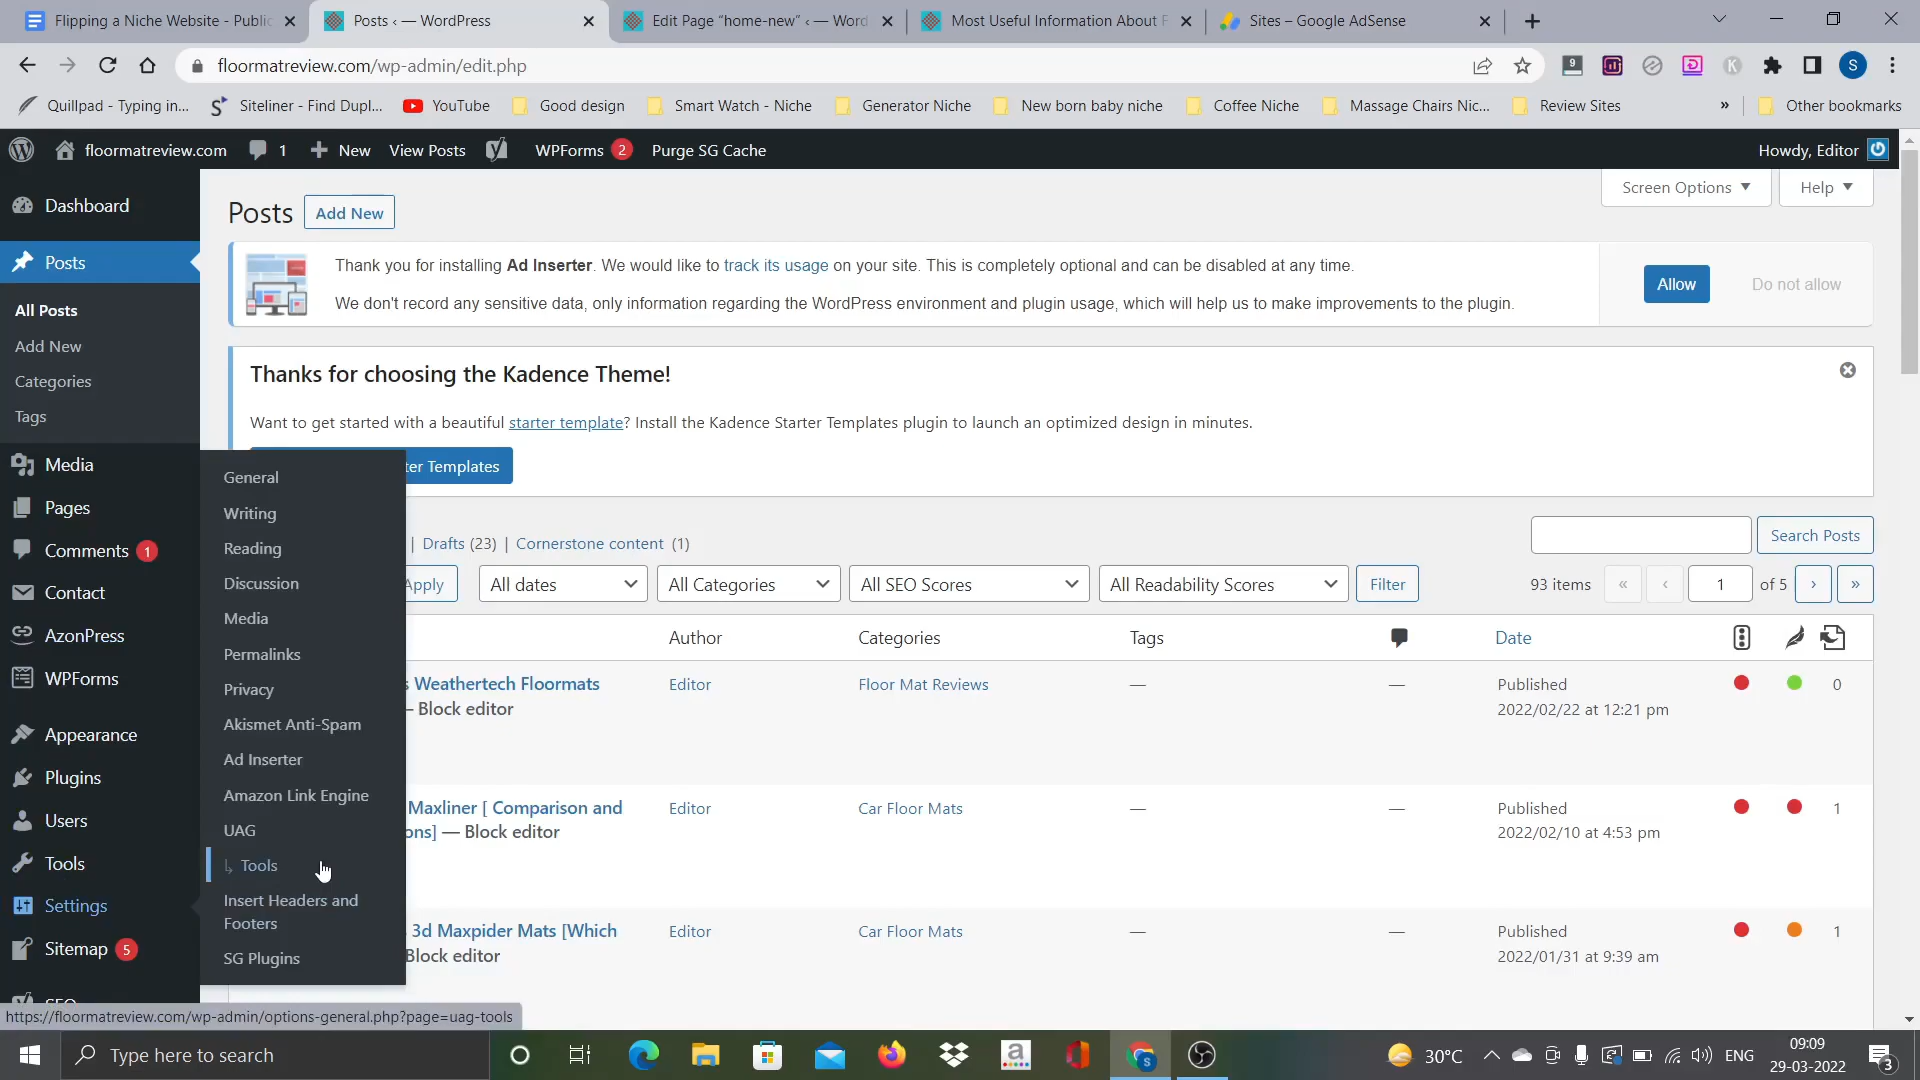 Flipping a Niche Website - Public
Posts ‹ — WordPress
Edit Page “home-new” ‹ — Word
Most Useful Information About F
Sites – Google AdSense
floormatreview.com/wp-admin/edit.php
Quillpad - Typing in...
Siteliner - Find Dupl...
YouTube
Good design
Smart Watch - Niche
Generator Niche
New born baby niche
Coffee Niche
Massage Chairs Nic...
Review Sites
»
Other bookmarks
floormatreview.com
1
New
View Posts
WPForms 2
Purge SG Cache
Howdy, Editor
Dashboard
Posts
All Posts
Add New
Categories
Tags
Media
Pages
Comments 1
Contact
AzonPress
WPForms
Appearance
Plugins
Users
Tools
Settings
Sitemap 5
SEO
General
Writing
Reading
Discussion
Media
Permalinks
Privacy
Akismet Anti-Spam
Ad Inserter
Amazon Link Engine
UAG
↳ Tools
Insert Headers and
Footers
SG Plugins
Posts
Add New
Screen Options
Help
Thank you for installing Ad Inserter. We would like to track its usage on your site. This is completely optional and can be disabled at any time.
We don't record any sensitive data, only information regarding the WordPress environment and plugin usage, which will help us to make improvements to the plugin.
Allow
Do not allow
Thanks for choosing the Kadence Theme!
Want to get started with a beautiful starter template? Install the Kadence Starter Templates plugin to launch an optimized design in minutes.
ter Templates
| Drafts (23) | Cornerstone content (1)
Search Posts
Apply
All dates
All Categories
All SEO Scores
All Readability Scores
Filter
93 items
«
‹
1
of 5
›
»
Author
Categories
Tags
Date
s Weathertech Floormats
— Block editor
Editor
Floor Mat Reviews
—
—
Published
2022/02/22 at 12:21 pm
0
Maxliner [ Comparison and
ons] — Block editor
Editor
Car Floor Mats
—
—
Published
2022/02/10 at 4:53 pm
1
3d Maxpider Mats [Which
Block editor
Editor
Car Floor Mats
—
—
Published
2022/01/31 at 9:39 am
1
https://floormatreview.com/wp-admin/options-general.php?page=uag-tools
Type here to search
30°C
ENG
09:09
29-03-2022
3